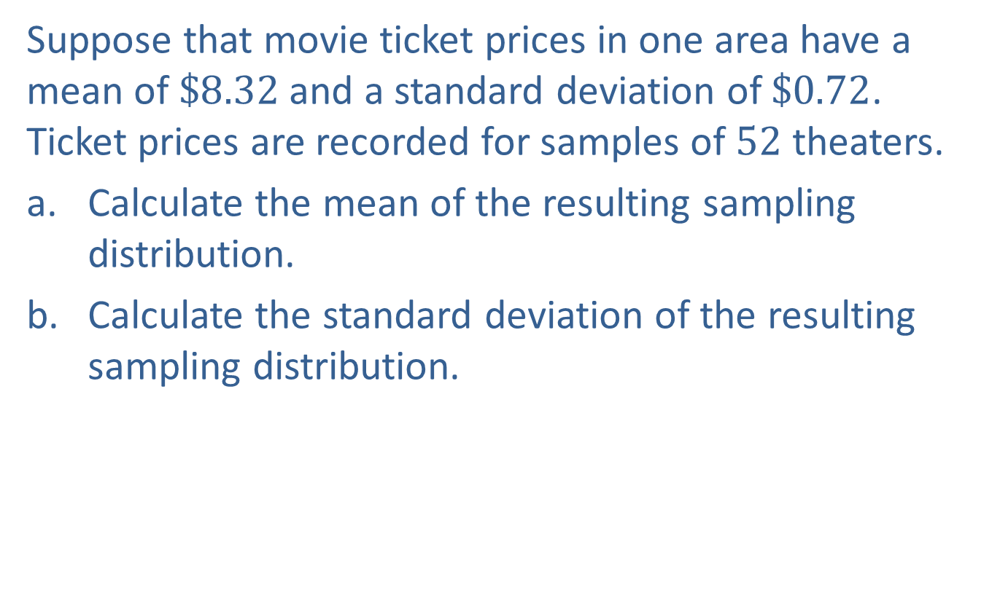 Suppose that movie ticket prices in one area have a
mean of $8.32 and a standard deviation of $0.72.
Ticket prices are recorded for samples of 52 theaters.
a. Calculate the mean of the resulting sampling
distribution.
b. Calculate the standard deviation of the resulting
sampling distribution.